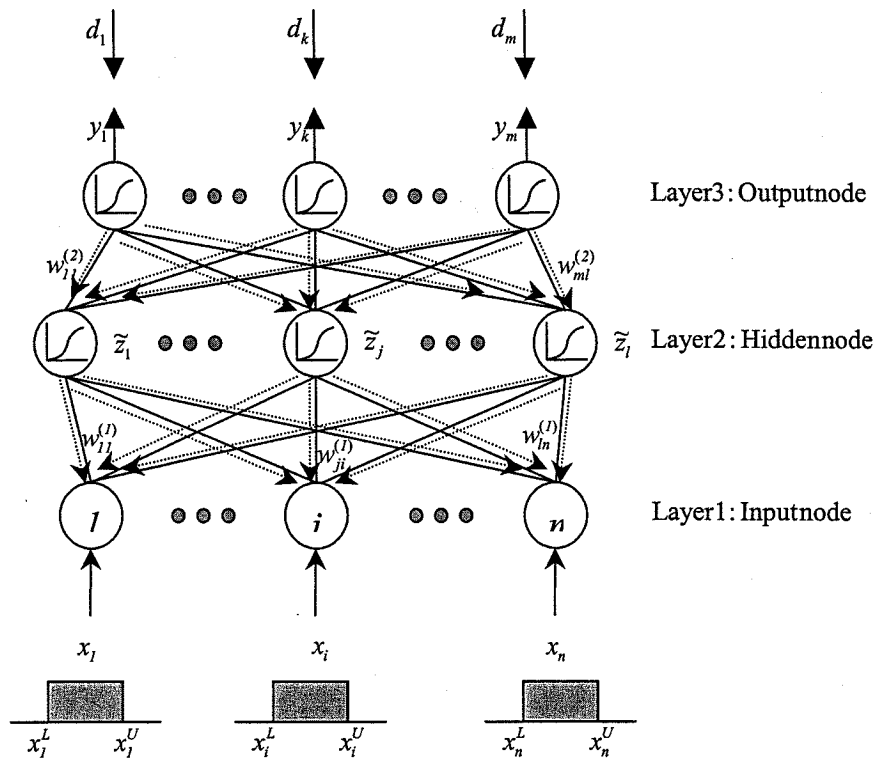 d₁ dₖ dₘ
y₁ yₖ yₘ
Layer3: Outputnode
w₁₁⁽²⁾ wₘₗ⁽²⁾
z̃₁ z̃ⱼ z̃ₗ Layer2: Hiddennode
w₁₁⁽¹⁾ wⱼᵢ⁽¹⁾ wₗₙ⁽¹⁾
1 i n Layer1: Inputnode
x₁ xᵢ xₙ
x₁ᴸ x₁ᵁ xᵢᴸ xᵢᵁ xₙᴸ xₙᵁ